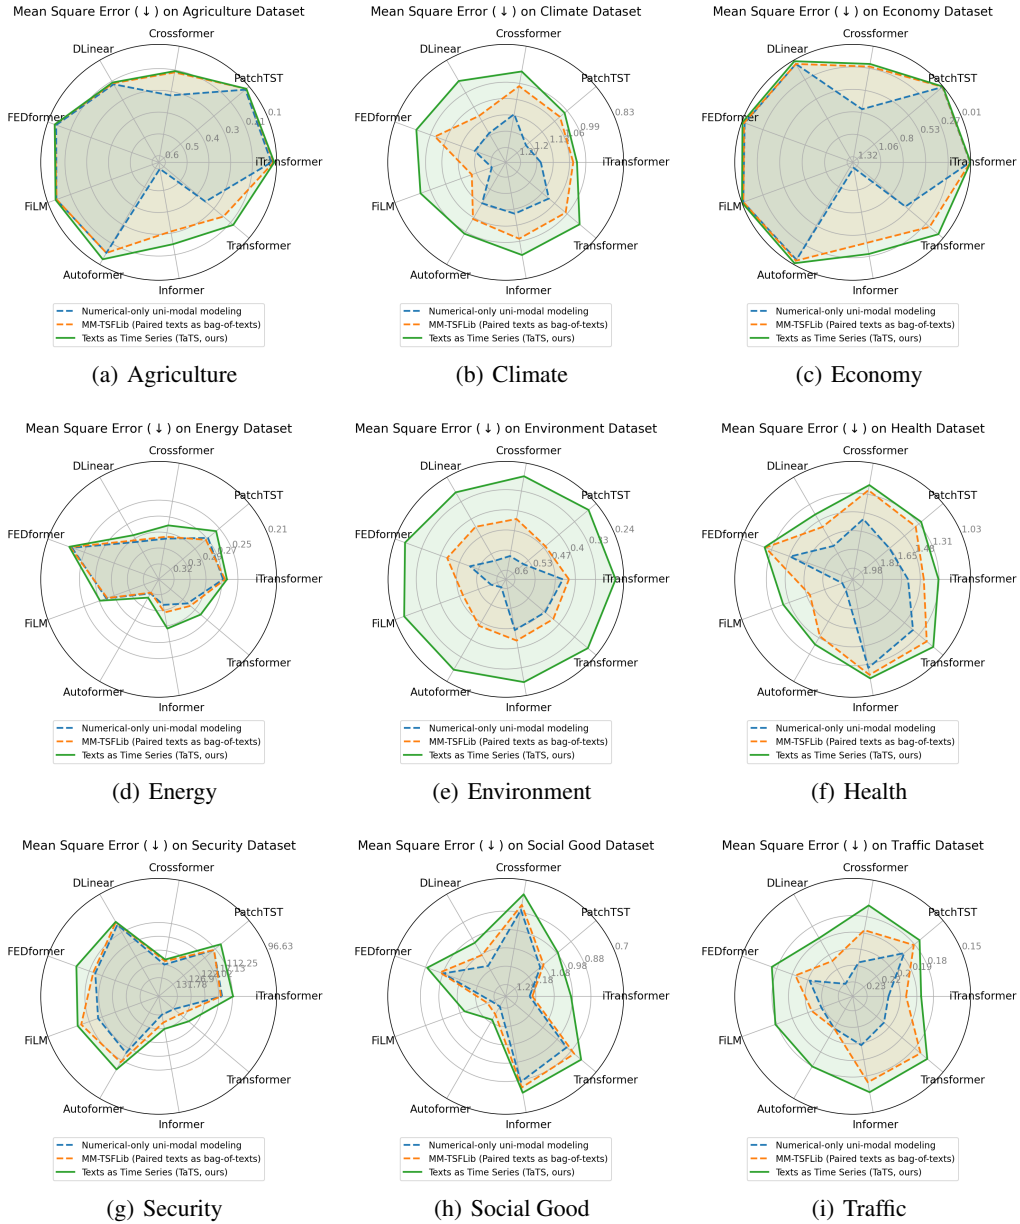 Mean Square Error (↓) on Agriculture Dataset
Crossformer
DLinear
PatchTST
FEDformer
iTransformer
FiLM
Transformer
Autoformer
Informer
0.6
0.5
0.4
0.3
0.21
0.1
Numerical-only uni-modal modeling
MM-TSFLib (Paired texts as bag-of-texts)
Texts as Time Series (TaTS, ours)
(a) Agriculture
Mean Square Error (↓) on Climate Dataset
Crossformer
DLinear
PatchTST
FEDformer
iTransformer
FiLM
Transformer
Autoformer
Informer
1.27
1.2
1.13
1.06
0.99
0.83
Numerical-only uni-modal modeling
MM-TSFLib (Paired texts as bag-of-texts)
Texts as Time Series (TaTS, ours)
(b) Climate
Mean Square Error (↓) on Economy Dataset
Crossformer
DLinear
PatchTST
FEDformer
iTransformer
FiLM
Transformer
Autoformer
Informer
1.32
1.06
0.8
0.53
0.27
0.01
Numerical-only uni-modal modeling
MM-TSFLib (Paired texts as bag-of-texts)
Texts as Time Series (TaTS, ours)
(c) Economy
Mean Square Error (↓) on Energy Dataset
Crossformer
DLinear
PatchTST
FEDformer
iTransformer
FiLM
Transformer
Autoformer
Informer
0.32
0.3
0.27
0.25
0.21
Numerical-only uni-modal modeling
MM-TSFLib (Paired texts as bag-of-texts)
Texts as Time Series (TaTS, ours)
(d) Energy
Mean Square Error (↓) on Environment Dataset
Crossformer
DLinear
PatchTST
FEDformer
iTransformer
FiLM
Transformer
Autoformer
Informer
0.6
0.53
0.47
0.4
0.33
0.24
Numerical-only uni-modal modeling
MM-TSFLib (Paired texts as bag-of-texts)
Texts as Time Series (TaTS, ours)
(e) Environment
Mean Square Error (↓) on Health Dataset
Crossformer
DLinear
PatchTST
FEDformer
iTransformer
FiLM
Transformer
Autoformer
Informer
1.98
1.65
1.48
1.31
1.03
Numerical-only uni-modal modeling
MM-TSFLib (Paired texts as bag-of-texts)
Texts as Time Series (TaTS, ours)
(f) Health
Mean Square Error (↓) on Security Dataset
Crossformer
DLinear
PatchTST
FEDformer
iTransformer
FiLM
Transformer
Autoformer
Informer
131.78
126.9
112.25
96.63
Numerical-only uni-modal modeling
MM-TSFLib (Paired texts as bag-of-texts)
Texts as Time Series (TaTS, ours)
(g) Security
Mean Square Error (↓) on Social Good Dataset
Crossformer
DLinear
PatchTST
FEDformer
iTransformer
FiLM
Transformer
Autoformer
Informer
1.08
0.98
0.88
0.7
Numerical-only uni-modal modeling
MM-TSFLib (Paired texts as bag-of-texts)
Texts as Time Series (TaTS, ours)
(h) Social Good
Mean Square Error (↓) on Traffic Dataset
Crossformer
DLinear
PatchTST
FEDformer
iTransformer
FiLM
Transformer
Autoformer
Informer
0.23
0.19
0.18
0.15
Numerical-only uni-modal modeling
MM-TSFLib (Paired texts as bag-of-texts)
Texts as Time Series (TaTS, ours)
(i) Traffic